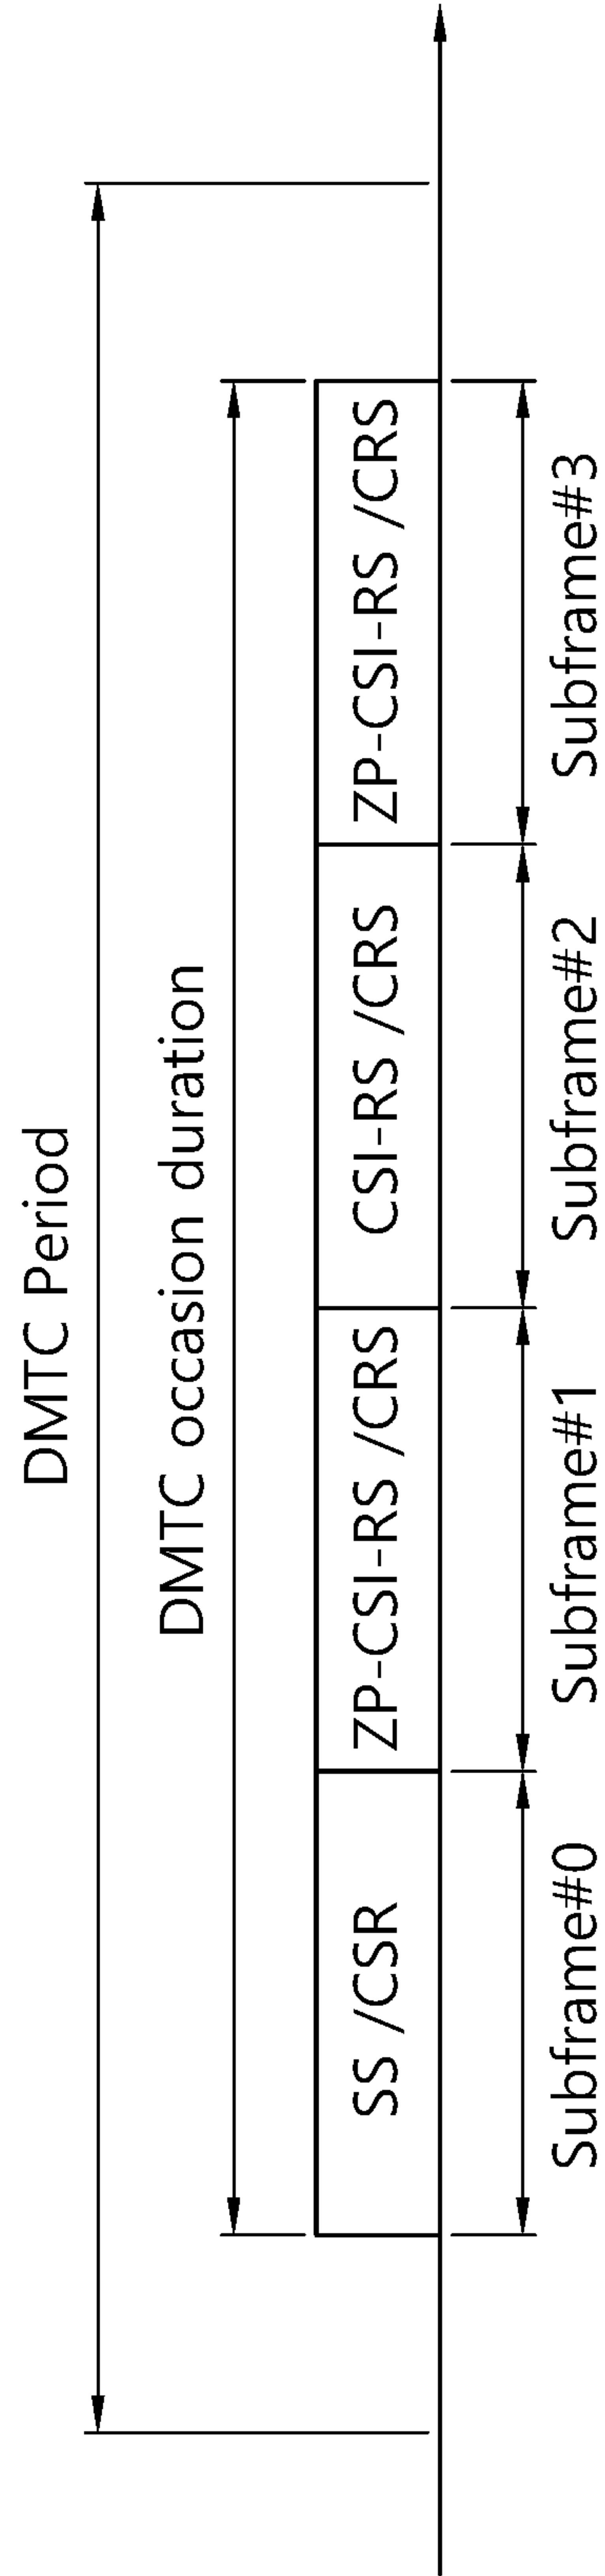 DMTC Period
DMTC occasion duration
SS /CSR
ZP-CSI-RS /CRS
CSI-RS /CRS
ZP-CSI-RS /CRS
Subframe#0
Subframe#1
Subframe#2
Subframe#3